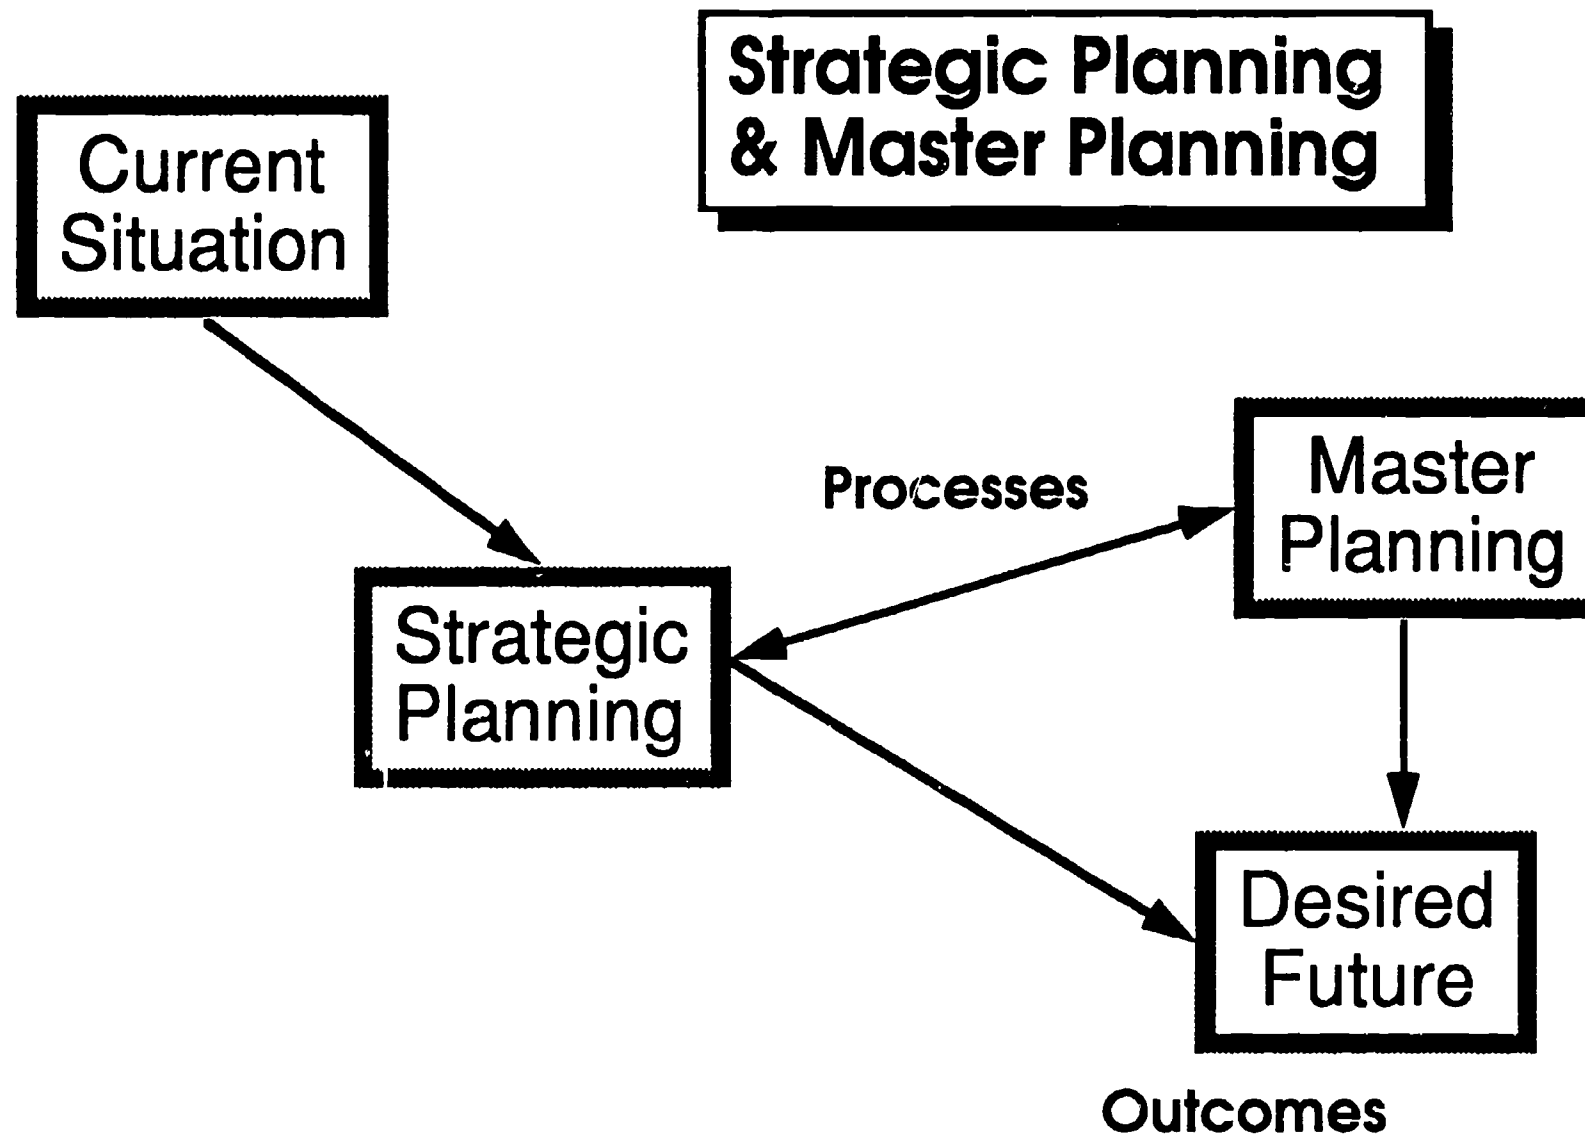 Strategic Planning
& Master Planning
Current
Situation
Processes
Master
Planning
Strategic
Planning
Desired
Future
Outcomes